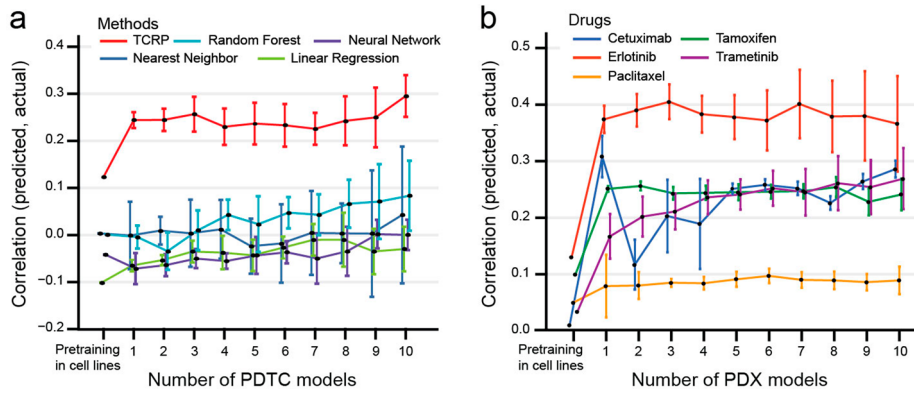 a
Methods
TCRP
Random Forest
Neural Network
Nearest Neighbor
Linear Regression
Correlation (predicted, actual)
0.4
0.3
0.2
0.1
0.0
−0.1
−0.2
Pretraining
in cell lines
1 2 3 4 5 6 7 8 9 10
Number of PDTC models
b
Drugs
Cetuximab
Tamoxifen
Erlotinib
Trametinib
Paclitaxel
Correlation (predicted, actual)
0.5
0.4
0.3
0.2
0.1
0.0
Pretraining
in cell lines
1 2 3 4 5 6 7 8 9 10
Number of PDX models